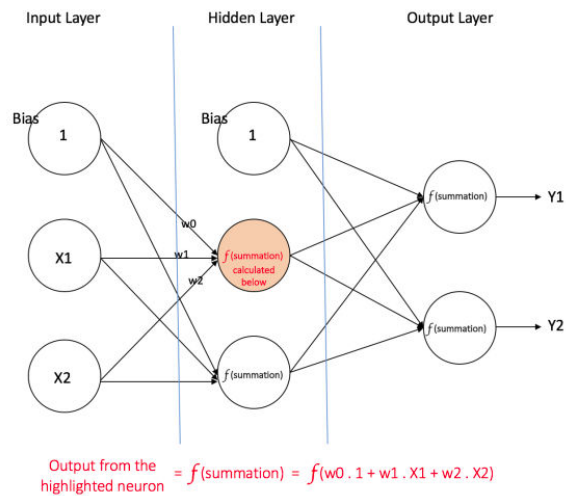 Input Layer
Hidden Layer
Output Layer
Bias
1
Bias
1
f(summation)
Y1
w0
X1
w1
f(summation)
calculated
below
w2
f(summation)
Y2
X2
f(summation)
Output from the
highlighted neuron
= f(summation) = f(w0 . 1 + w1 . X1 + w2 . X2)